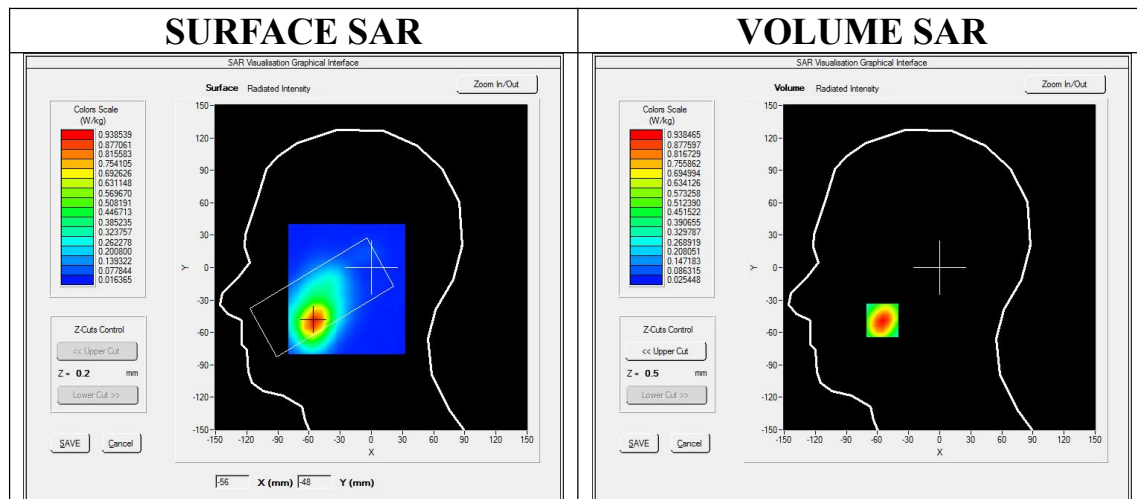 SURFACE SAR
VOLUME SAR
SAR Visualisation Graphical Interface
Surface Radiated Intensity
Zoom In/Out
Colors Scale
(W/kg)
0.938539
0.877061
0.815583
0.754105
0.692626
0.631148
0.569670
0.508191
0.446713
0.385235
0.323757
0.262278
0.200800
0.139322
0.077844
0.016365
Z-Cuts Control
<< Upper Cut
Z = 0.2 mm
Lower Cut >>
SAVE Cancel
150
120
90
60
30
0
-30
-60
-90
-120
-150
Y
-150 -120 -90 -60 -30 0 30 60 90 120 150
X
-56 X (mm) -48 Y (mm)
SAR Visualisation Graphical Interface
Volume Radiated Intensity
Zoom In/Out
Colors Scale
(W/kg)
0.938465
0.877597
0.816729
0.755862
0.694994
0.634126
0.573258
0.512390
0.451522
0.390655
0.329787
0.268919
0.208051
0.147183
0.086315
0.025448
Z-Cuts Control
<< Upper Cut
Z = 0.5 mm
Lower Cut >>
SAVE Cancel
150
120
90
60
30
0
-30
-60
-90
-120
-150
Y
-150 -120 -90 -60 -30 0 30 60 90 120 150
X